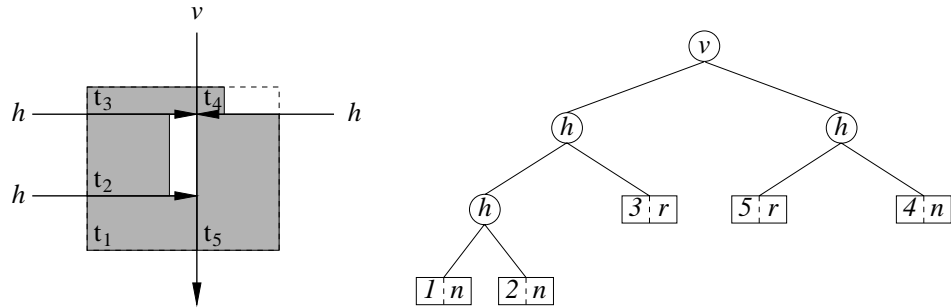 v
t₃ t₄
h h
t₂
h
t₁ t₅
v
h h
h 3 r 5 r 4 n
1 n 2 n